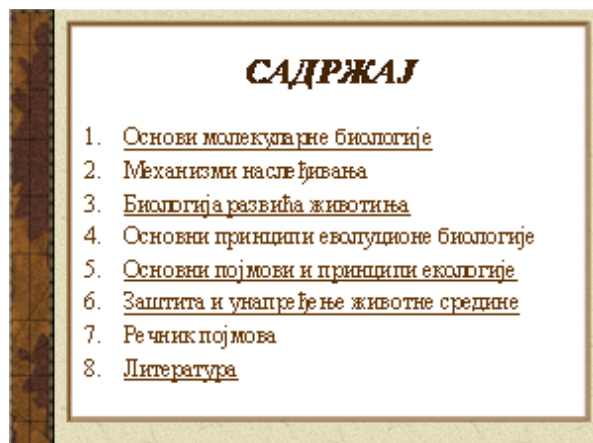 САДРЖАЈ
1. Основи молекуларне биологије
2. Механизми наслеђивања
3. Биологија развића животиња
4. Основни принципи еволуционе биологије
5. Основни појмови и принципи екологије
6. Заштита и унапређење животне средине
7. Речник појмова
8. Литература